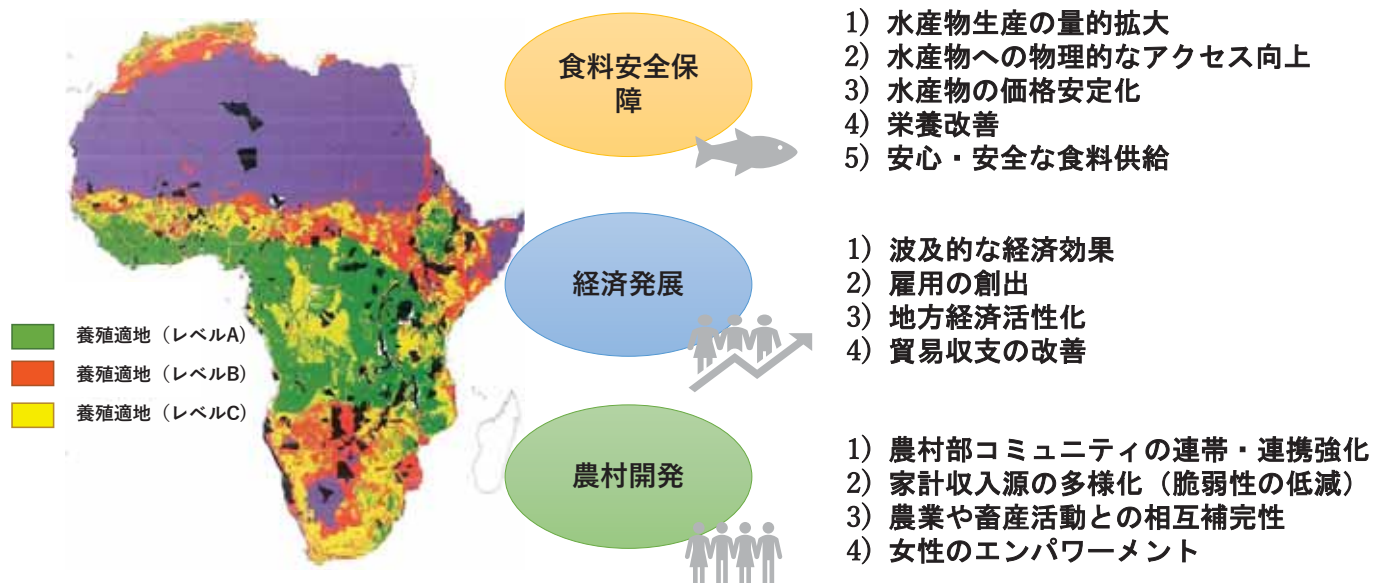 養殖適地（レベルA）
養殖適地（レベルB）
養殖適地（レベルC）
食料安全保
障
1）水産物生産の量的拡大
2）水産物への物理的なアクセス向上
3）水産物の価格安定化
4）栄養改善
5）安心・安全な食料供給
経済発展
1）波及的な経済効果
2）雇用の創出
3）地方経済活性化
4）貿易収支の改善
農村開発
1）農村部コミュニティの連帯・連携強化
2）家計収入源の多様化（脆弱性の低減）
3）農業や畜産活動との相互補完性
4）女性のエンパワーメント